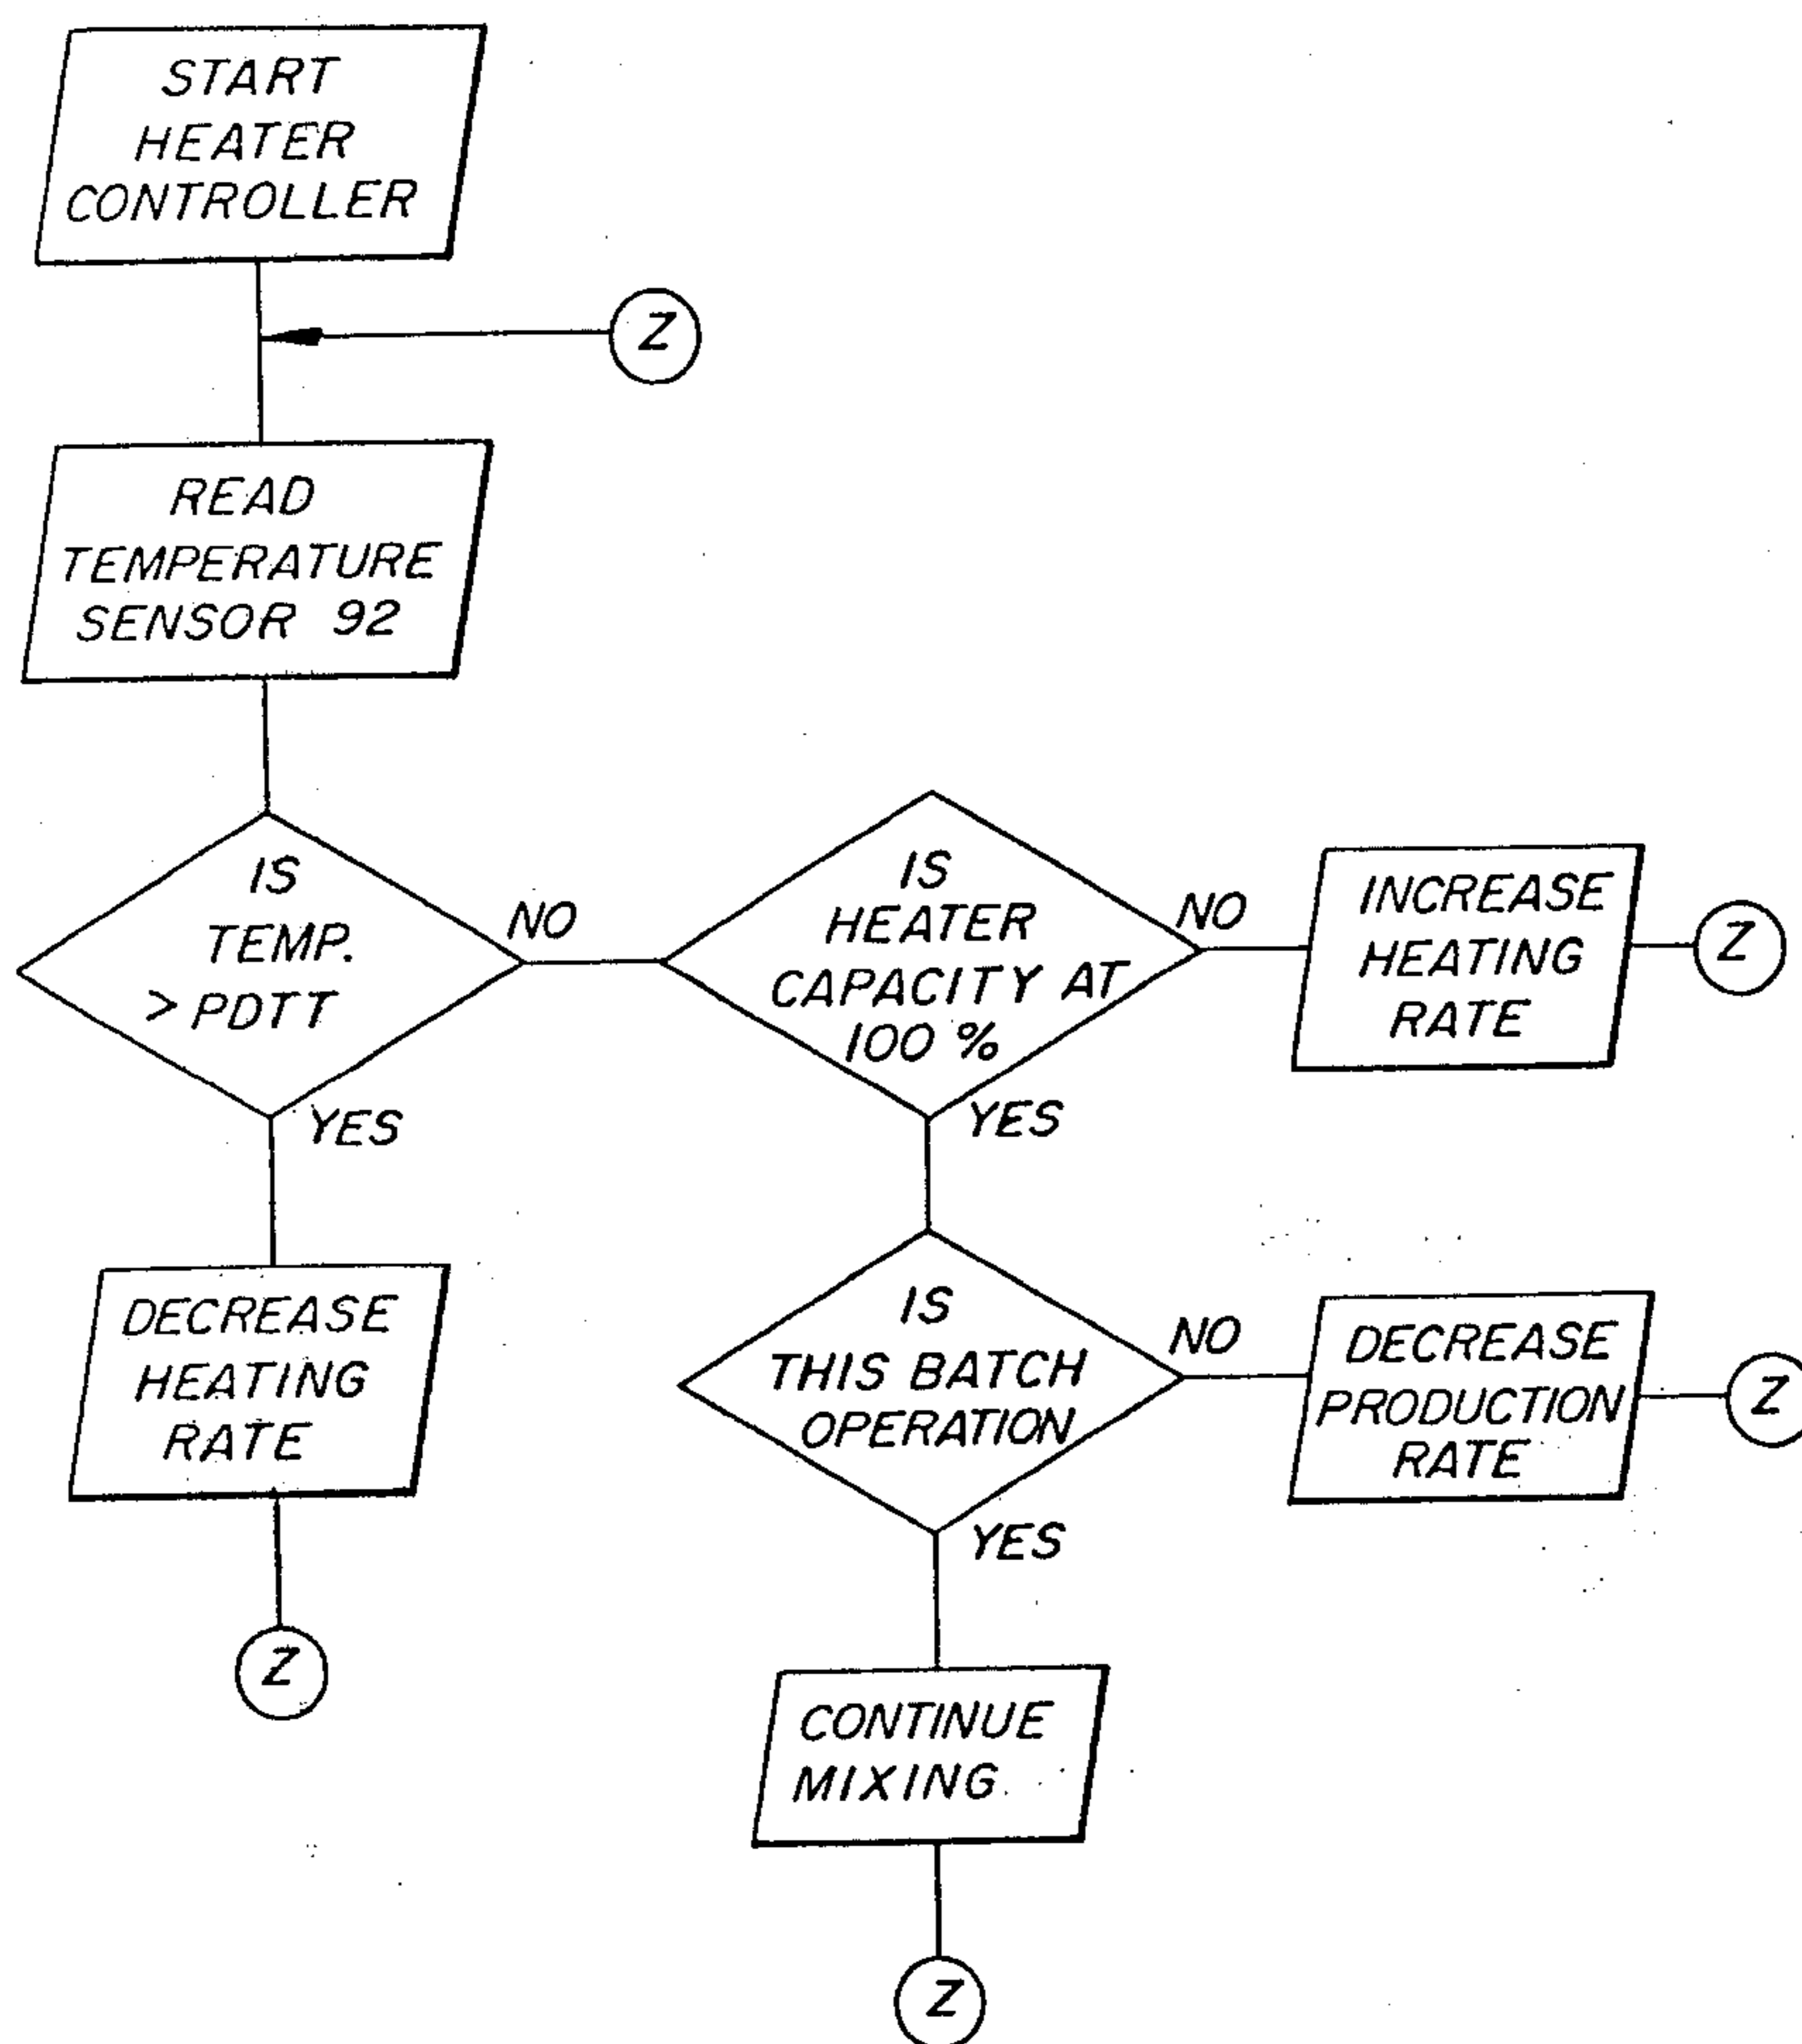 START
HEATER
CONTROLLER
Z
READ
TEMPERATURE
SENSOR 92
IS
TEMP.
> PDTT
NO
YES
IS
HEATER
CAPACITY AT
100 %
NO
YES
INCREASE
HEATING
RATE
Z
DECREASE
HEATING
RATE
Z
IS
THIS BATCH
OPERATION
NO
YES
DECREASE
PRODUCTION
RATE
Z
CONTINUE
MIXING
Z